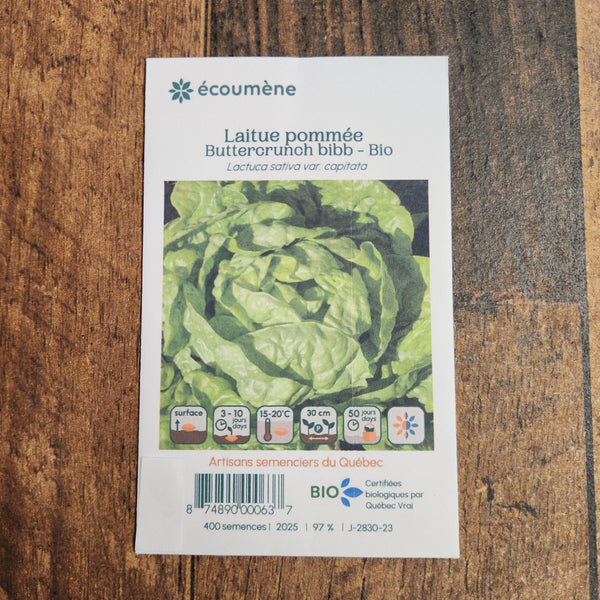 écoumène
Laitue pommée
Buttercrunch bibb - Bio
Lactuca sativa var. capitata
surface
3 - 10 jours days
15-20°C
30 cm
P
50 jours days
Artisans semenciers du Québec
8 74890 00063 7
BIO
Certifiées
biologiques par
Québec Vrai
400 semences | 2025 | 97 % | J-2830-23